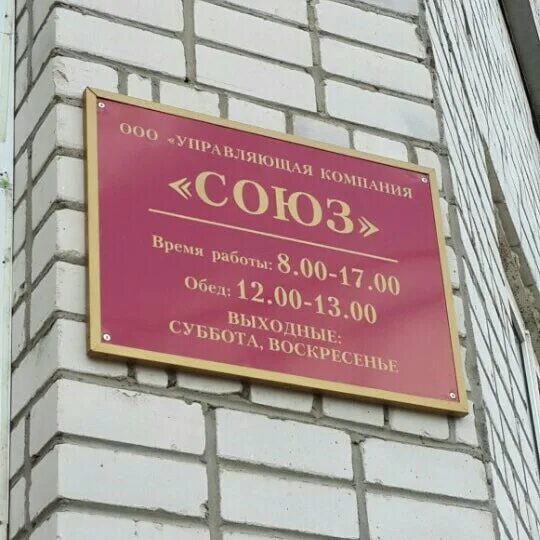 ООО «УПРАВЛЯЮЩАЯ КОМПАНИЯ
«СОЮЗ»
Время работы: 8.00-17.00
Обед: 12.00-13.00
ВЫХОДНЫЕ:
СУББОТА, ВОСКРЕСЕНЬЕ